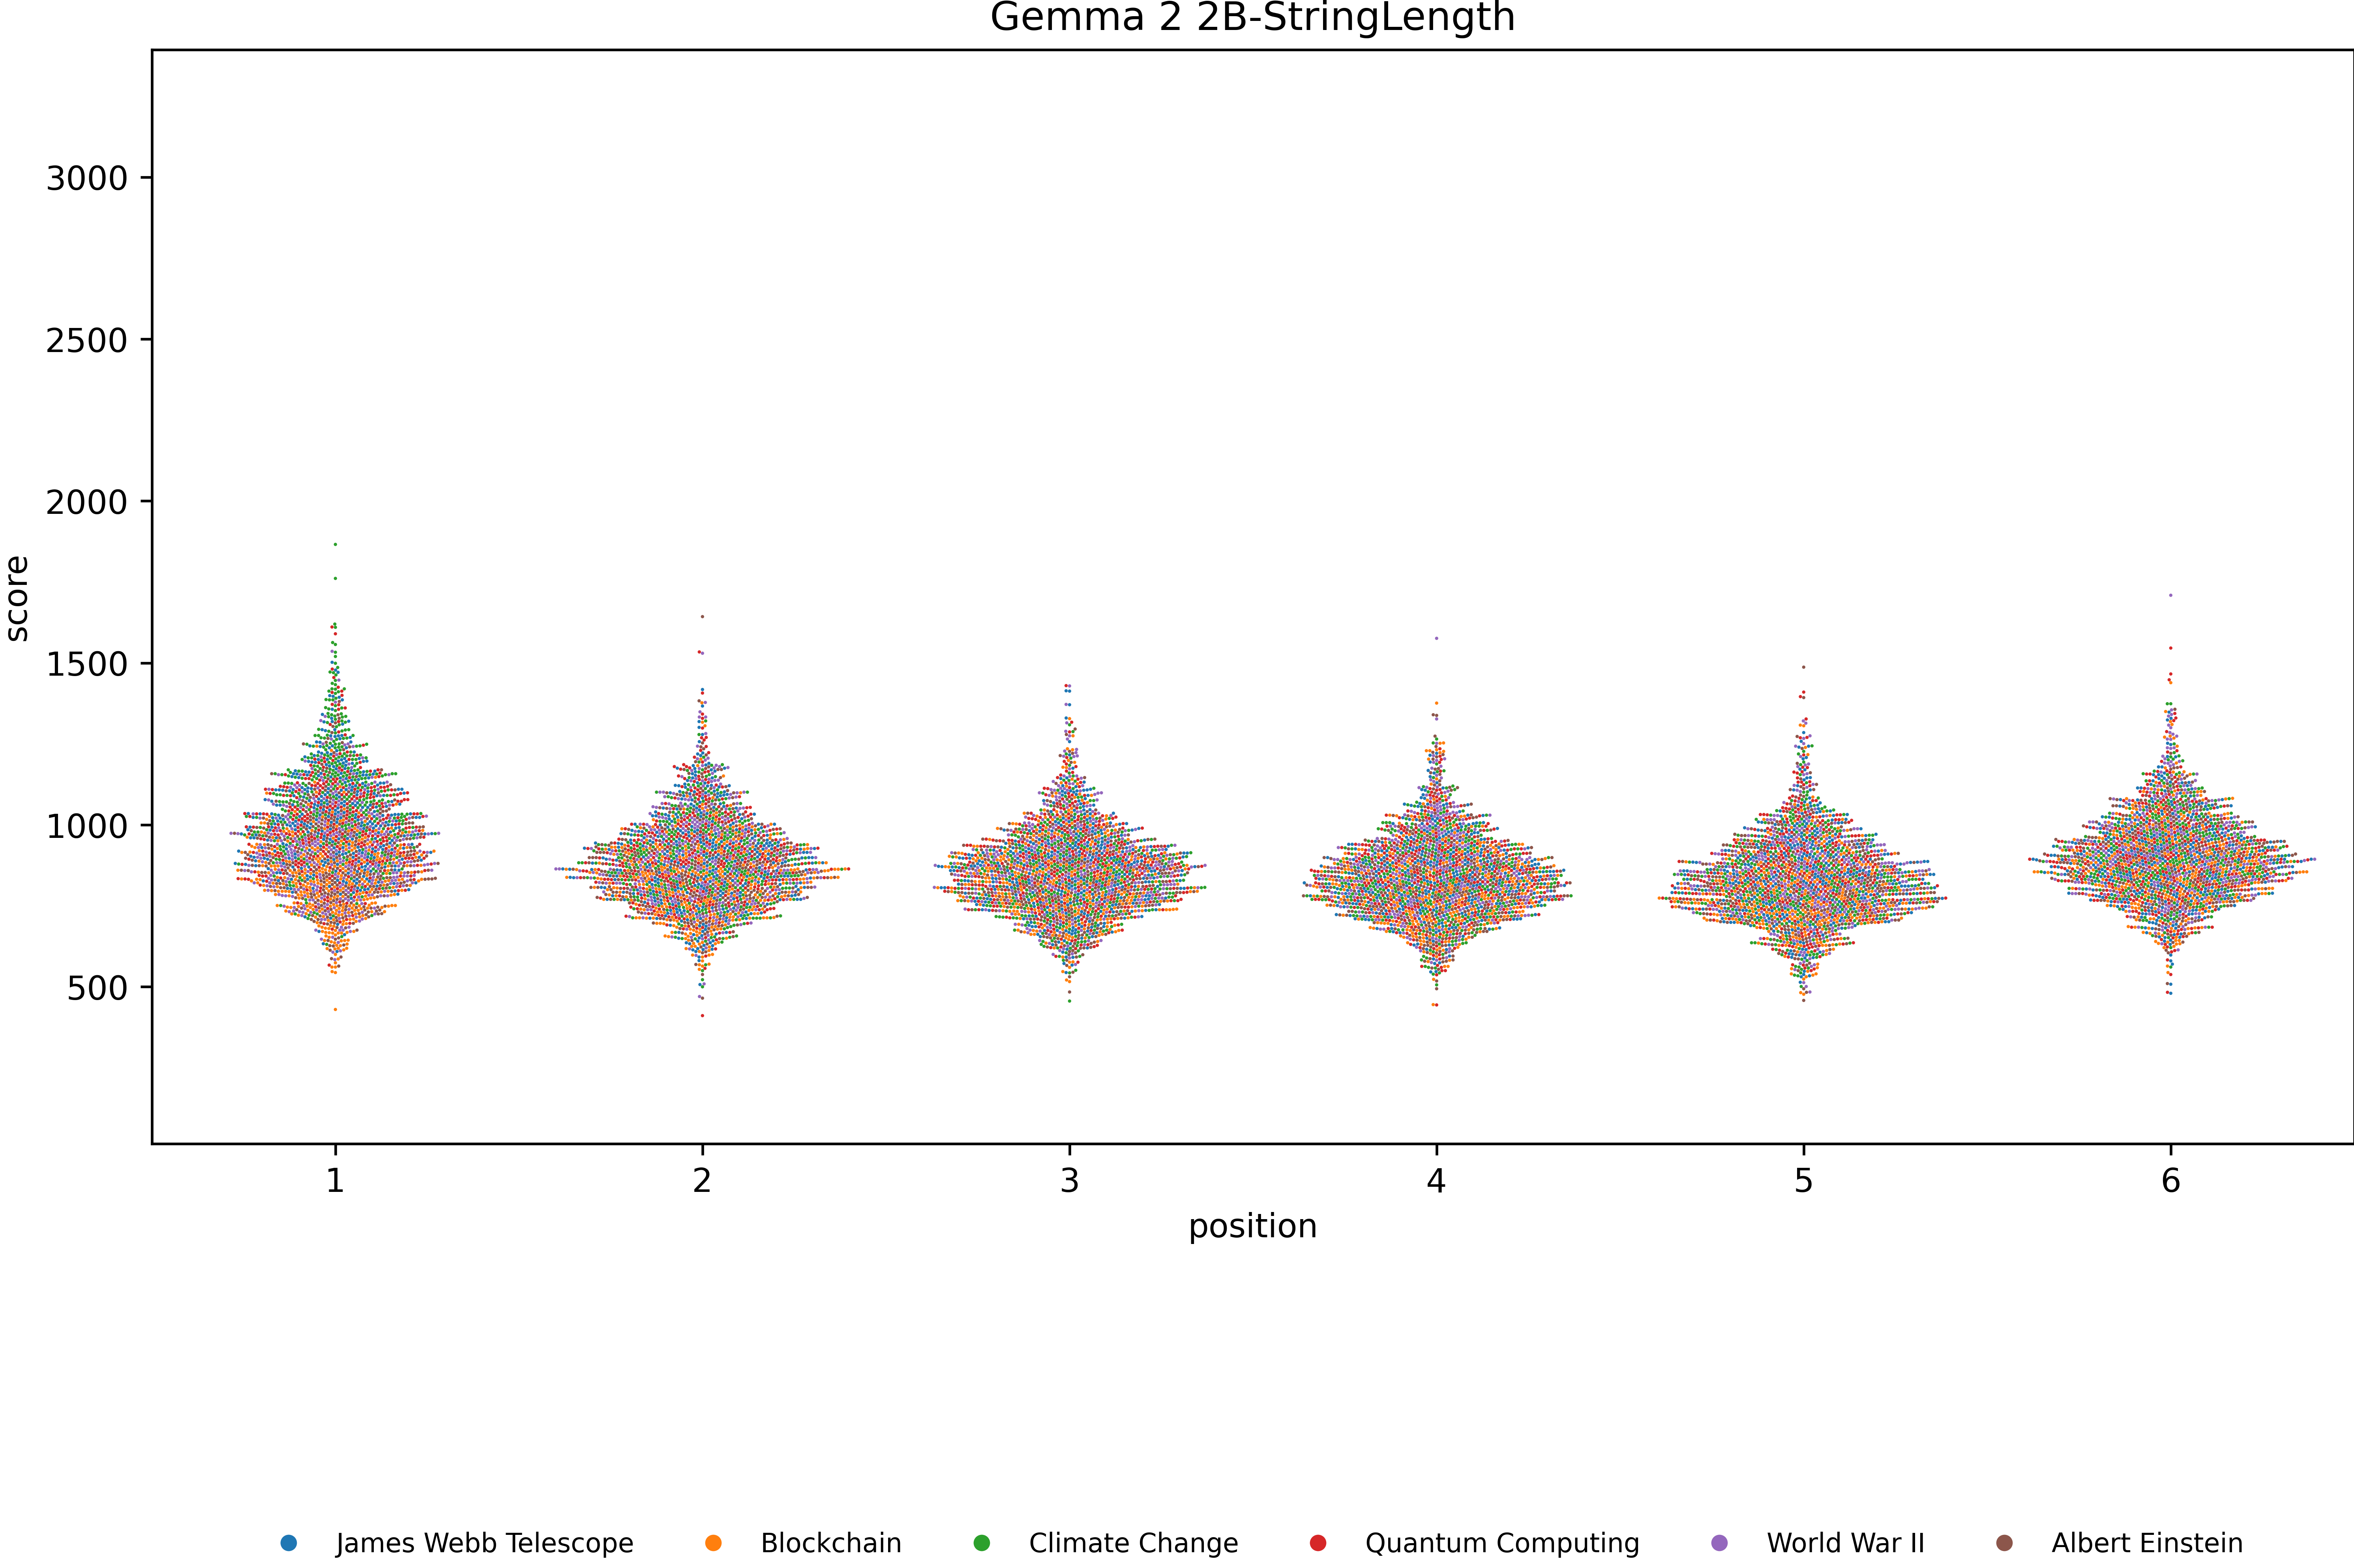 Gemma 2 2B-StringLength
3000
2500
2000
1500
1000
500
score
1 2 3 4 5 6
position
James Webb Telescope Blockchain Climate Change Quantum Computing World War II Albert Einstein